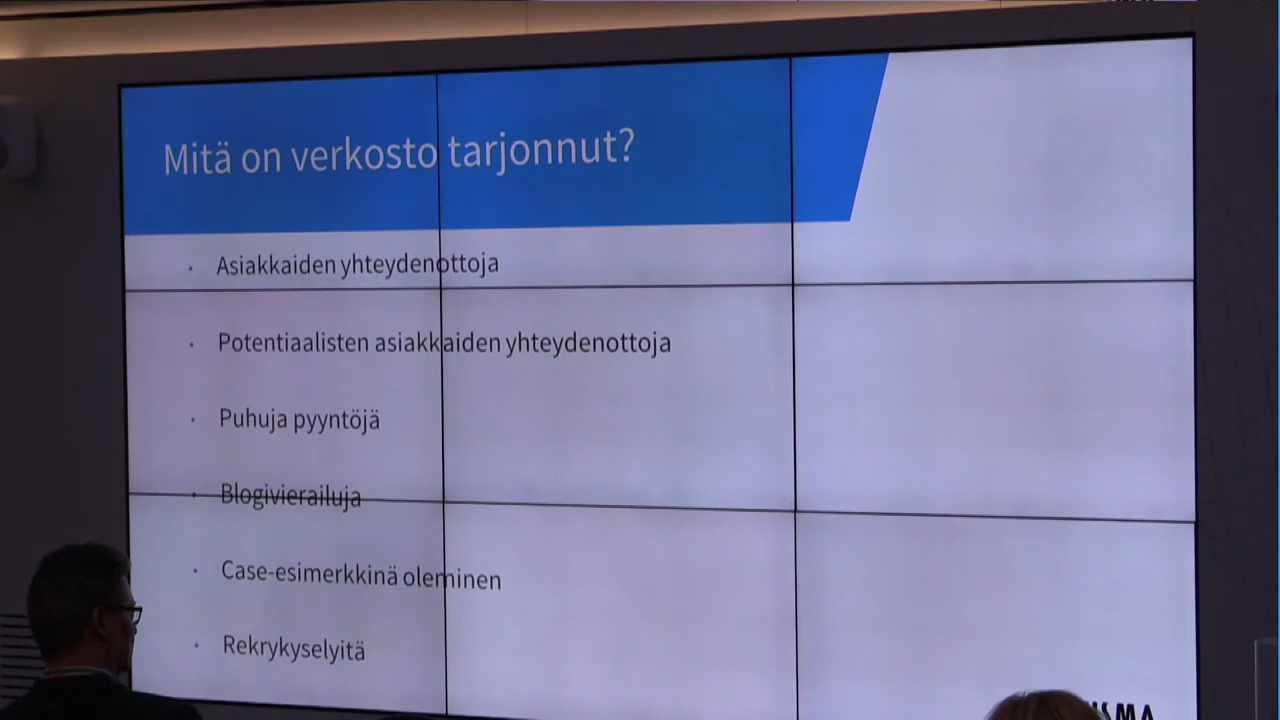 Mitä on verkosto tarjonnut?
Asiakkaiden yhteydenottoja
Potentiaalisten asiakkaiden yhteydenottoja
Puhuja pyyntöjä
Blogivierailuja
Case-esimerkkinä oleminen
Rekrykyselyitä